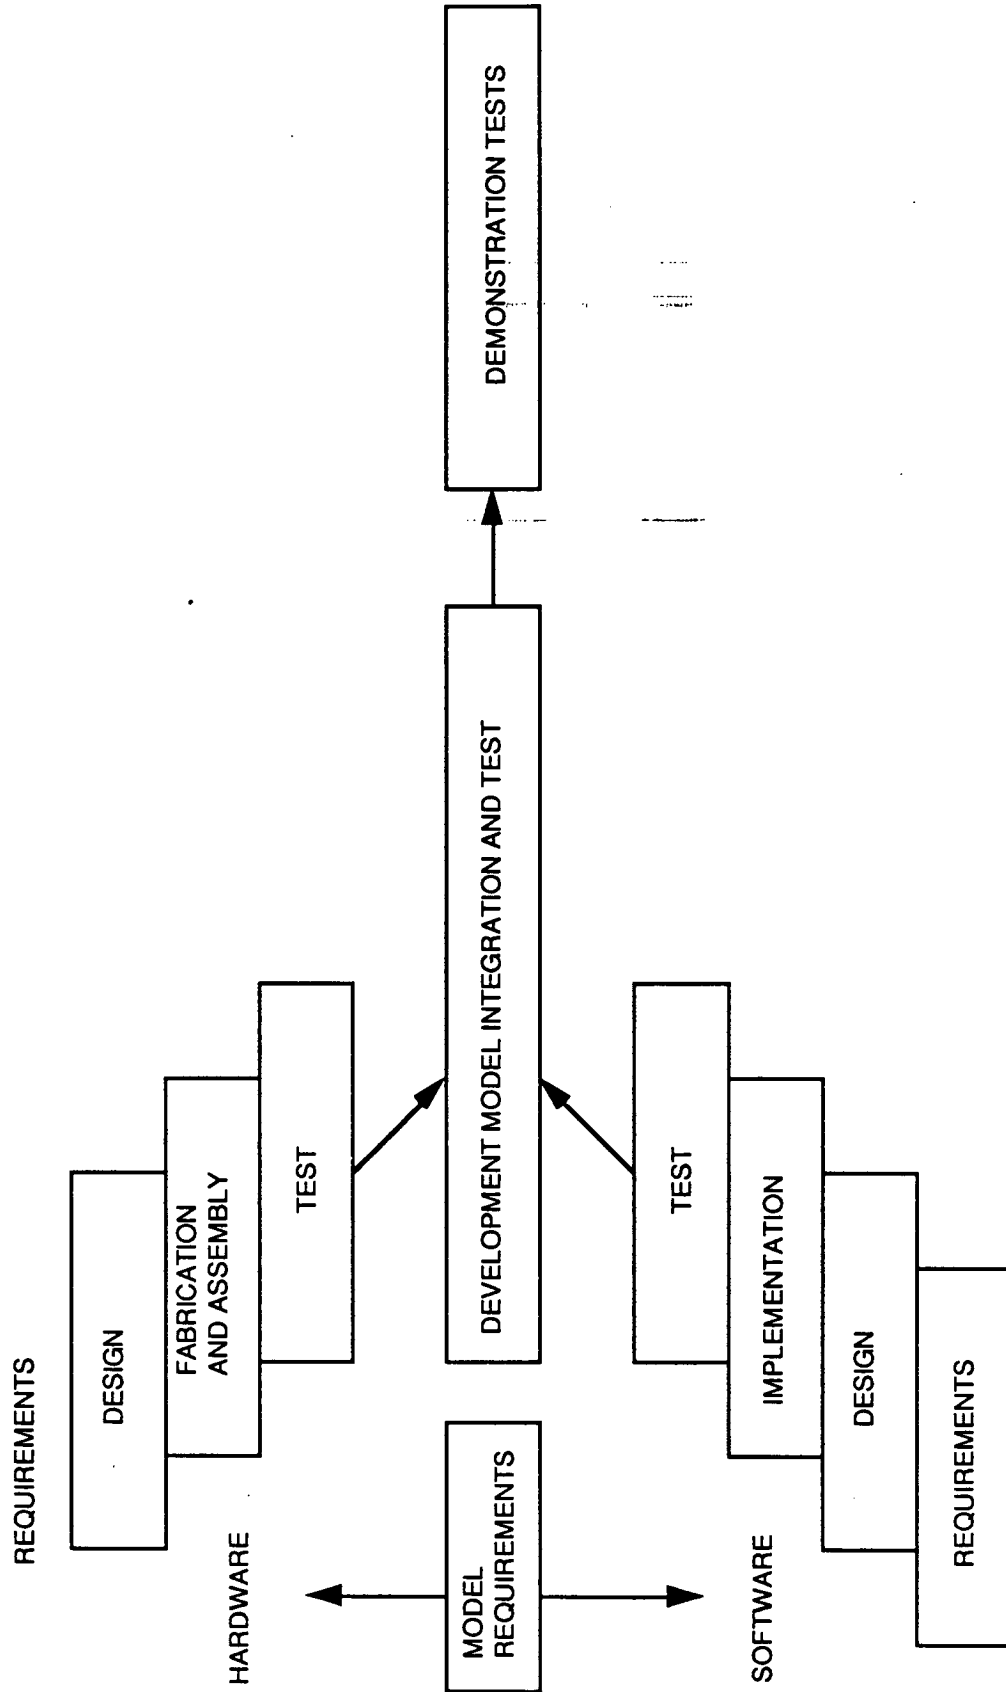 REQUIREMENTS
DESIGN
FABRICATION
AND ASSEMBLY
TEST
HARDWARE
MODEL
REQUIREMENTS
DEVELOPMENT MODEL INTEGRATION AND TEST
DEMONSTRATION TESTS
SOFTWARE
TEST
IMPLEMENTATION
DESIGN
REQUIREMENTS